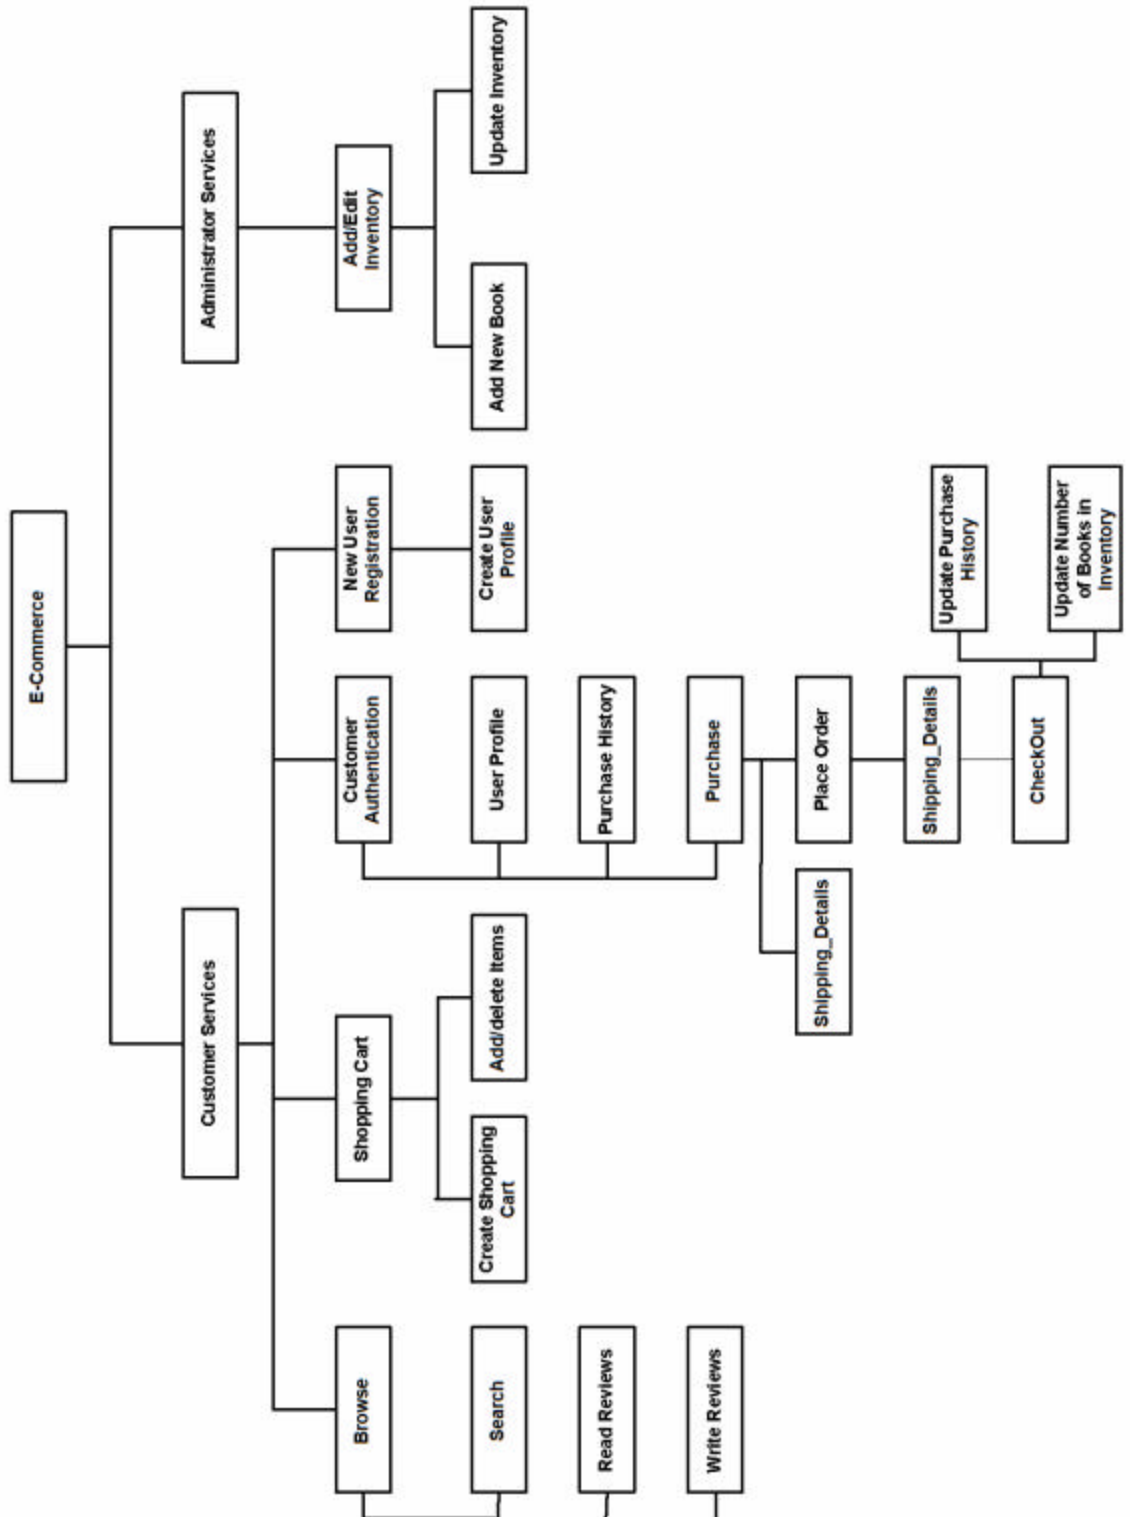 E-Commerce
Customer Services
Administrator Services
Browse
Shopping Cart
Customer
Authentication
New User
Registration
Add/Edit
Inventory
Search
Create Shopping
Cart
Add/delete Items
User Profile
Create User
Profile
Add New Book
Update Inventory
Read Reviews
Purchase History
Write Reviews
Purchase
Shipping_Details
Place Order
Shipping_Details
CheckOut
Update Purchase
History
Update Number
of Books in
Inventory